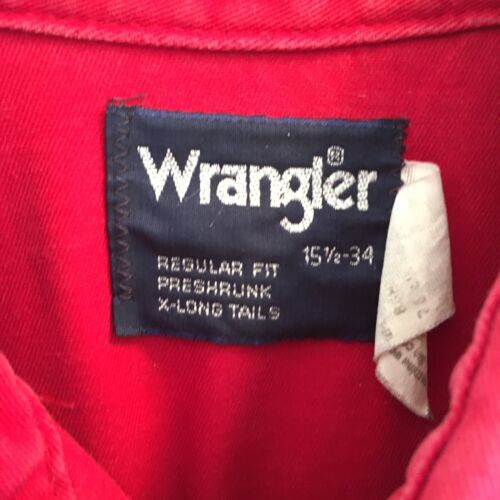 Wrangler®
15½-34
REGULAR FIT
PRESHRUNK
X-LONG TAILS